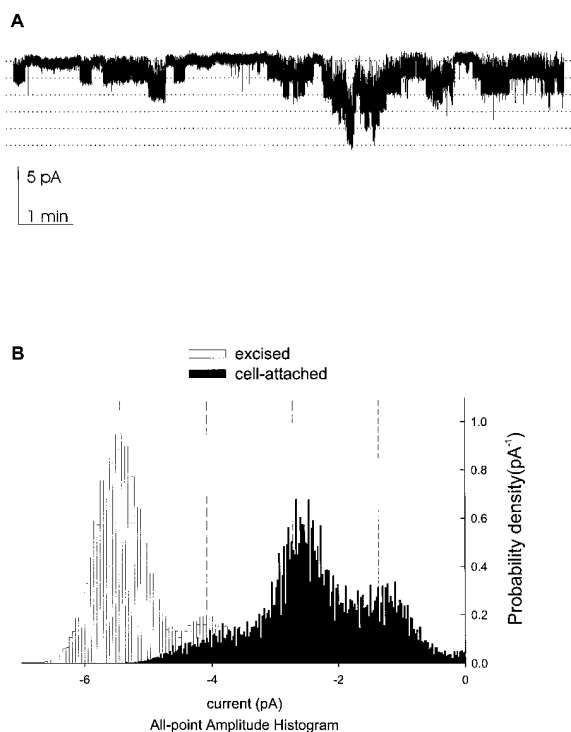 A
5 pA
1 min
B
excised
cell-attached
1.0
0.8
0.6
0.4
0.2
0.0
Probability density(pA⁻¹)
-6
-4
-2
0
current (pA)
All-point Amplitude Histogram